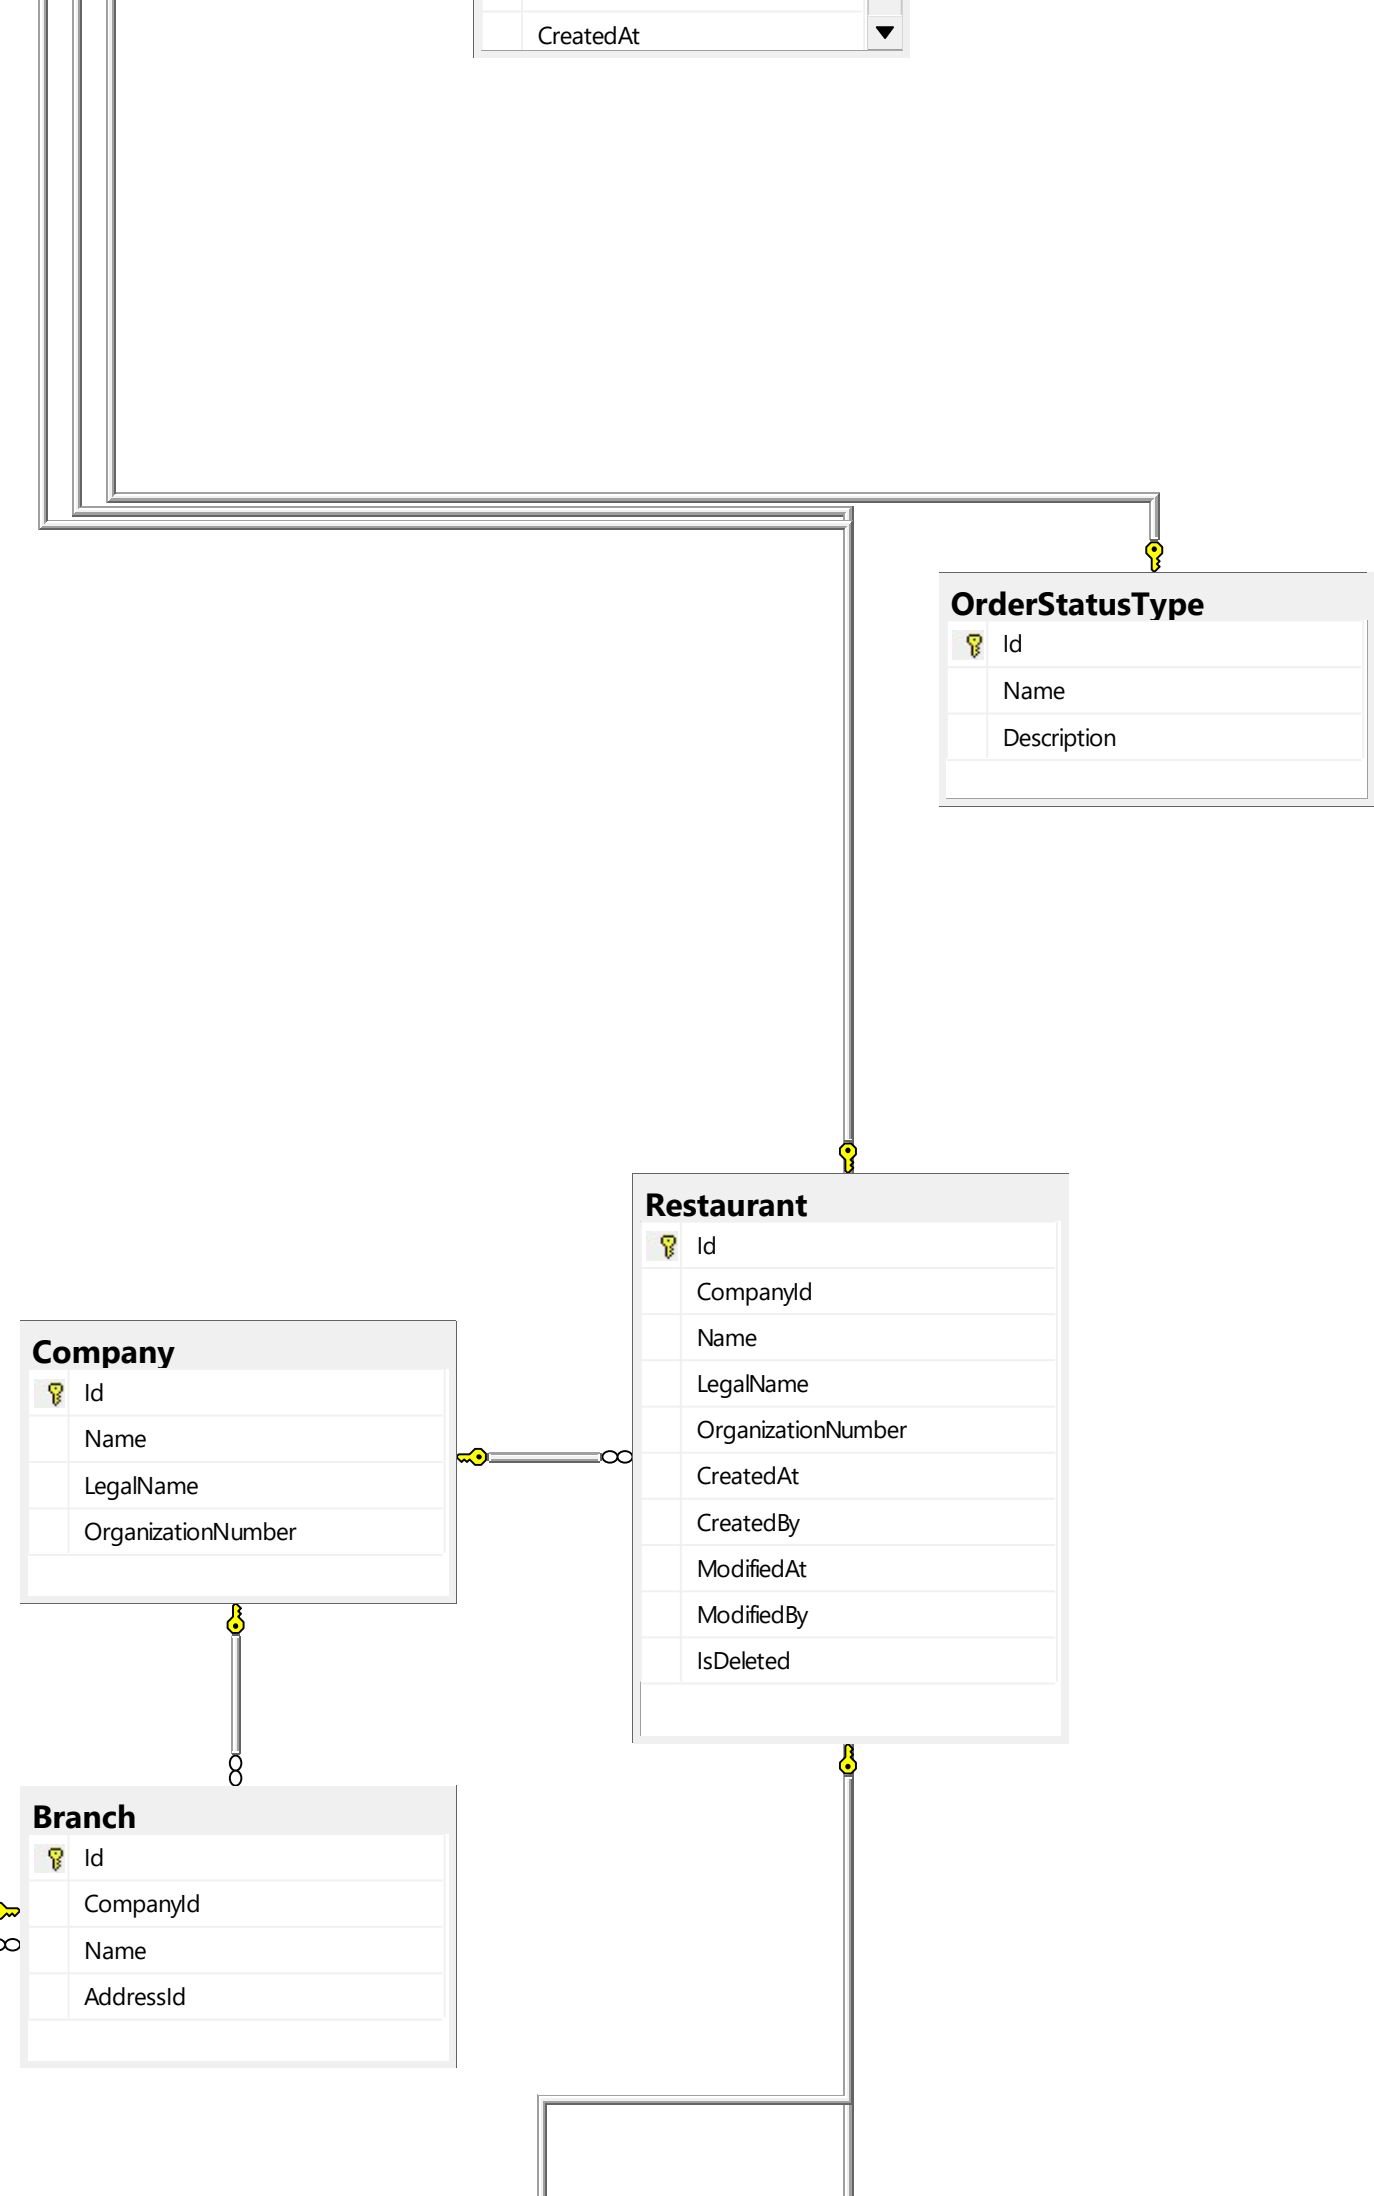 CreatedAt
OrderStatusType
Id
Name
Description
Restaurant
Id
CompanyId
Name
LegalName
OrganizationNumber
CreatedAt
CreatedBy
ModifiedAt
ModifiedBy
IsDeleted
Company
Id
Name
LegalName
OrganizationNumber
Branch
Id
CompanyId
Name
AddressId